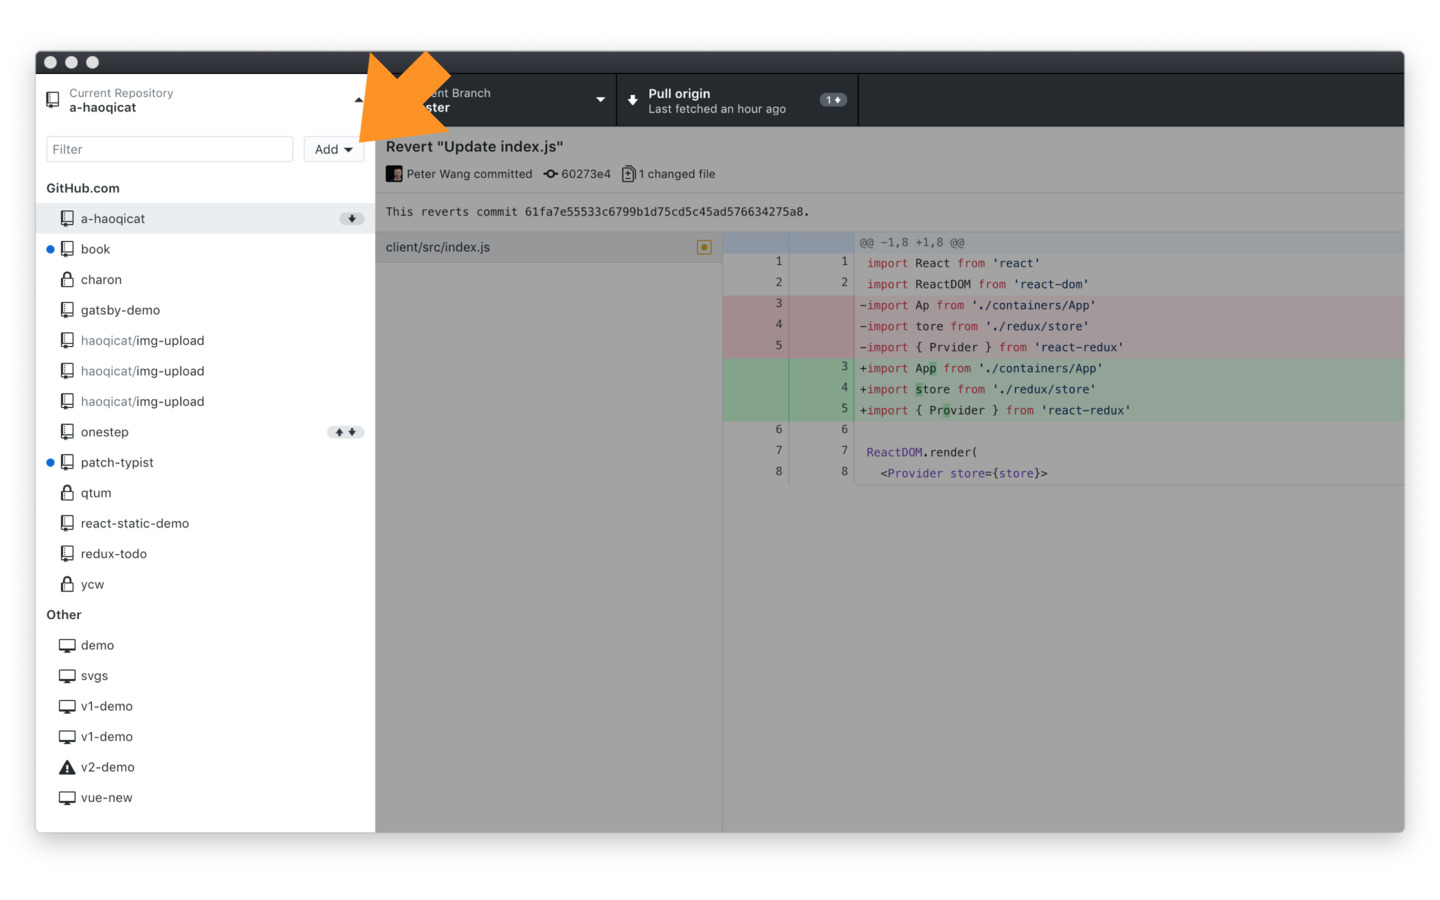 Current Repository
a-haoqicat
ent Branch
ster
Pull origin
Last fetched an hour ago
1
Filter
Add
GitHub.com
a-haoqicat
book
charon
gatsby-demo
haoqicat/img-upload
haoqicat/img-upload
haoqicat/img-upload
onestep
patch-typist
qtum
react-static-demo
redux-todo
ycw
Other
demo
svgs
v1-demo
v1-demo
v2-demo
vue-new
Revert "Update index.js"
Peter Wang committed 60273e4 1 changed file
This reverts commit 61fa7e55533c6799b1d75cd5c45ad576634275a8.
client/src/index.js
@@ -1,8 +1,8 @@
1 1 import React from 'react'
2 2 import ReactDOM from 'react-dom'
3 -import Ap from './containers/App'
4 -import tore from './redux/store'
5 -import { Prvider } from 'react-redux'
3 +import App from './containers/App'
4 +import store from './redux/store'
5 +import { Provider } from 'react-redux'
6 6
7 7 ReactDOM.render(
8 8 <Provider store={store}>